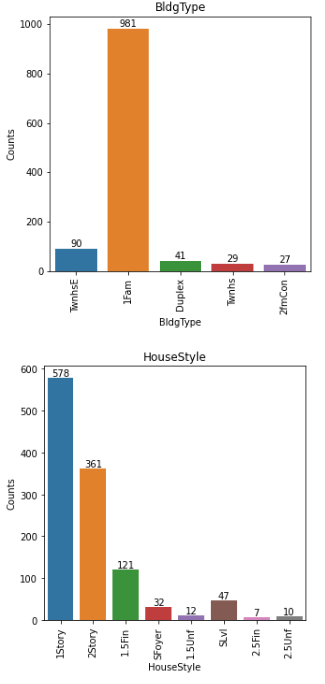 BldgType
981
1000
800
600
400
200
0
Counts
90
41
29
27
TwnhsE
1Fam
Duplex
Twnhs
2fmCon
BldgType
HouseStyle
600
578
500
400
361
300
200
121
100
0
Counts
32
12
47
7
10
1Story
2Story
1.5Fin
SFoyer
1.5Unf
SLvl
2.5Fin
2.5Unf
HouseStyle